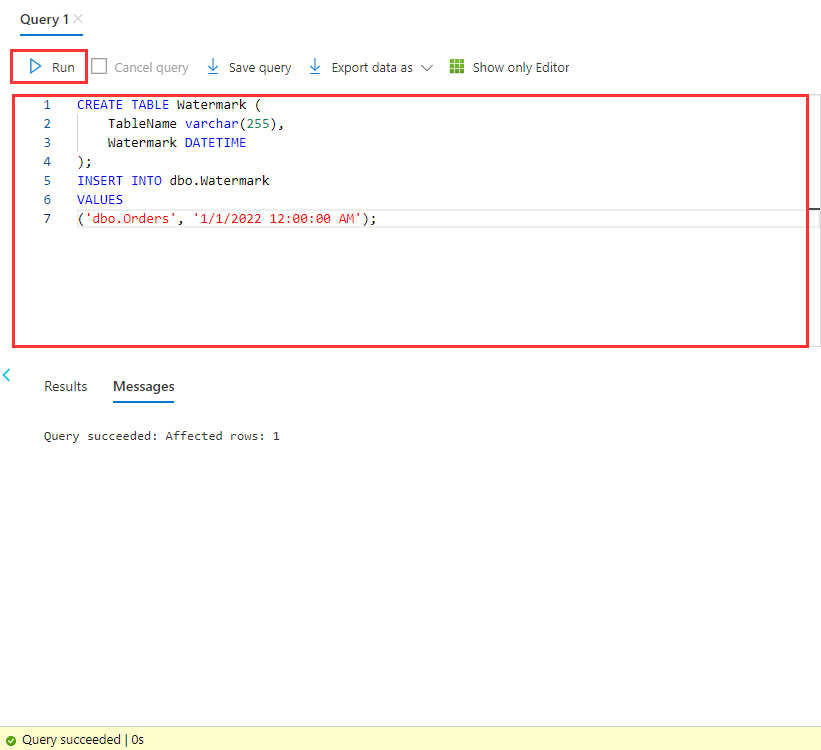 Query 1
Run Cancel query Save query Export data as Show only Editor
1 CREATE TABLE Watermark (
2 TableName varchar(255),
3 Watermark DATETIME
4 );
5 INSERT INTO dbo.Watermark
6 VALUES
7 ('dbo.Orders', '1/1/2022 12:00:00 AM');
Results Messages
Query succeeded: Affected rows: 1
Query succeeded | 0s